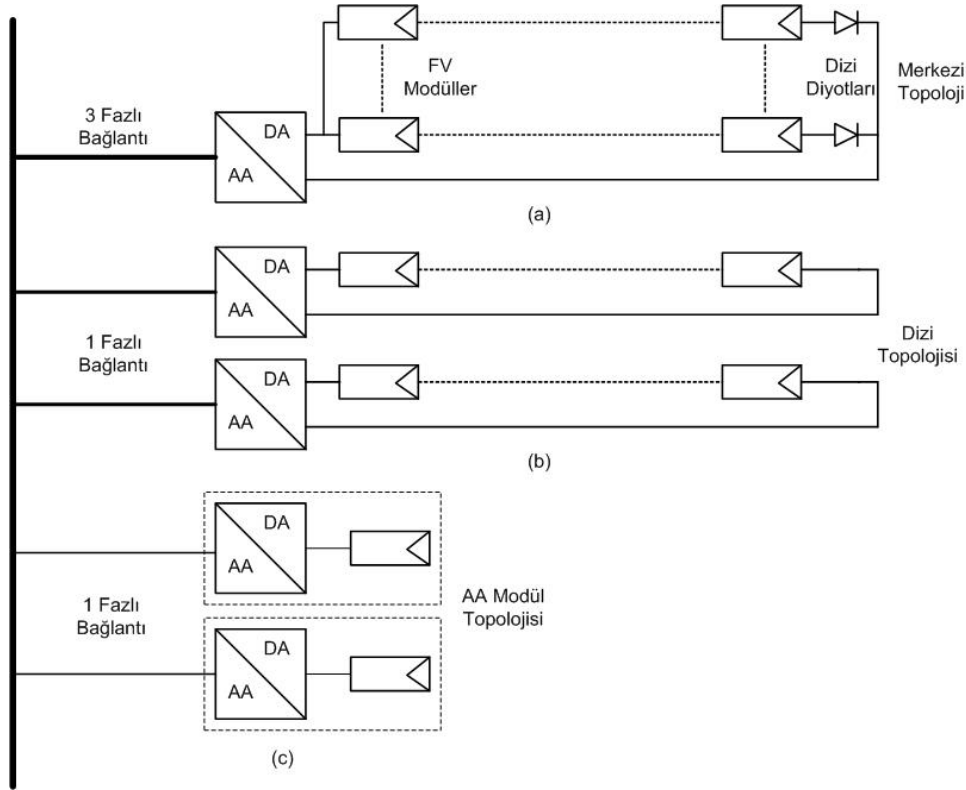 FV
Modüller
Dizi
Diyotları
Merkezi
Topoloji
3 Fazlı
Bağlantı
DA
AA
(a)
DA
AA
1 Fazlı
Bağlantı
Dizi
Topolojisi
DA
AA
(b)
DA
AA
1 Fazlı
Bağlantı
AA Modül
Topolojisi
DA
AA
(c)